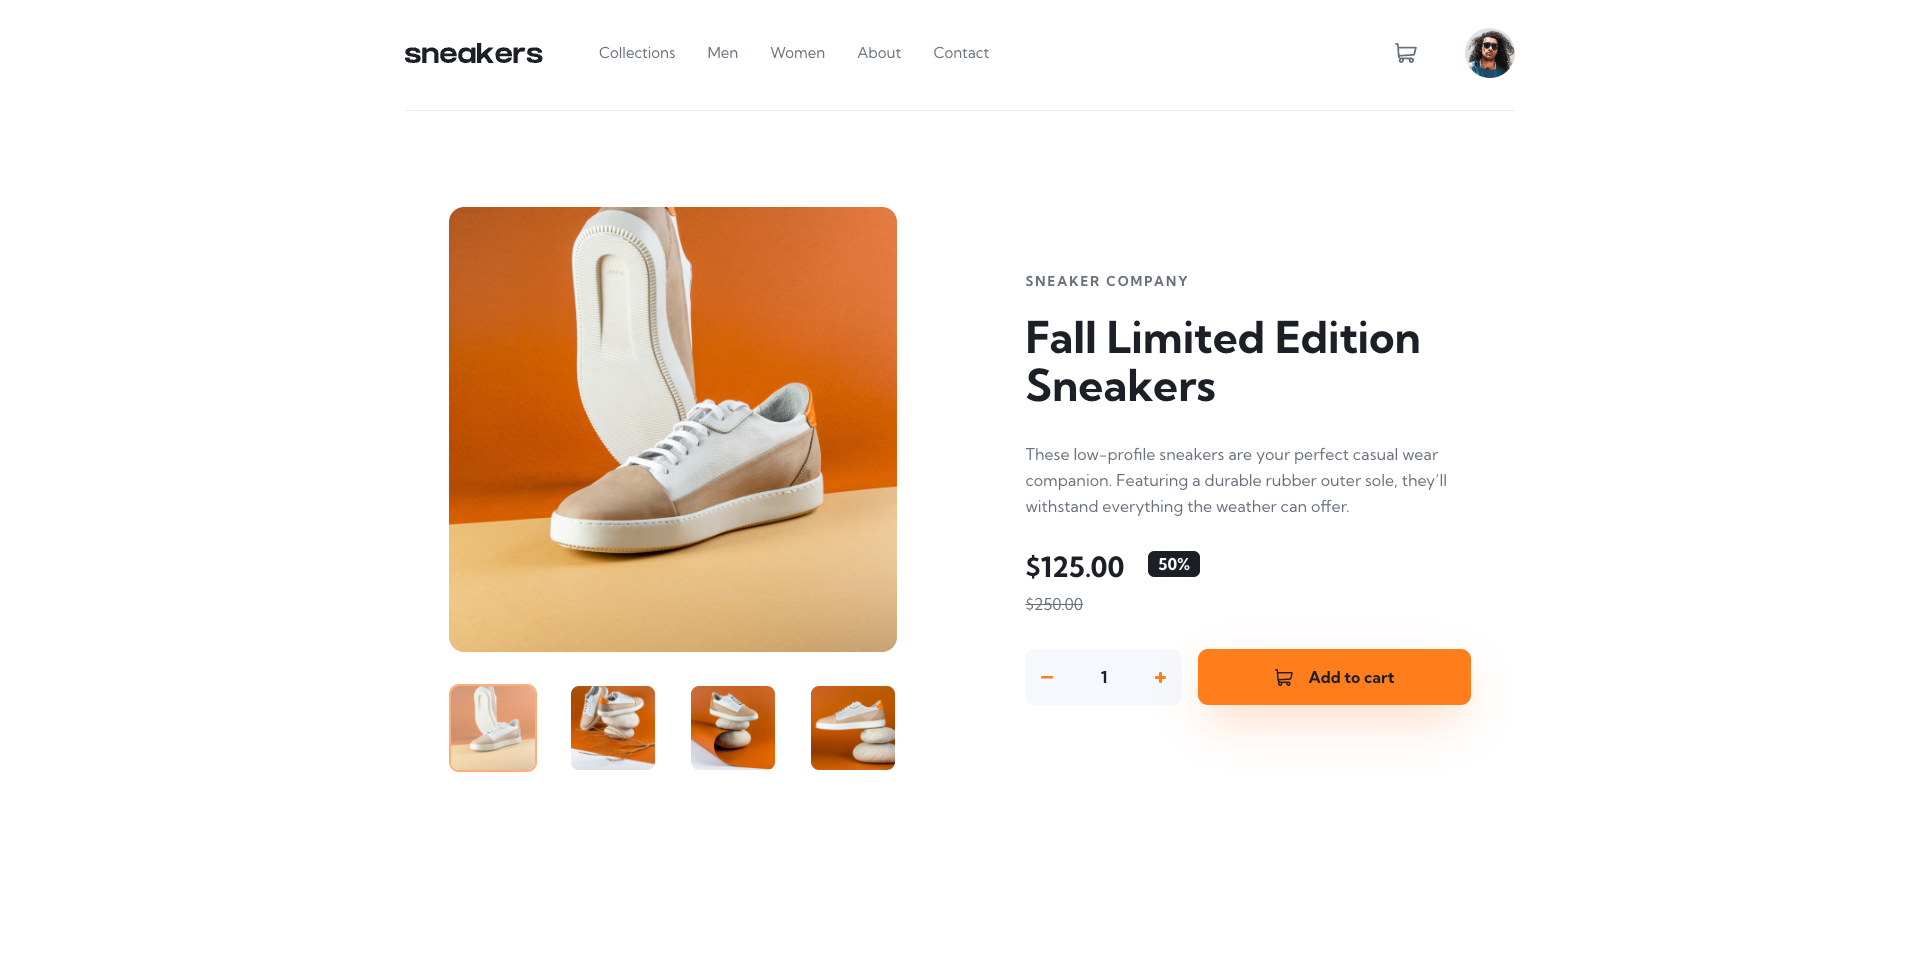 sneakers
Collections Men Women About Contact
SNEAKER COMPANY
Fall Limited Edition
Sneakers
These low-profile sneakers are your perfect casual wear
companion. Featuring a durable rubber outer sole, they’ll
withstand everything the weather can offer.
$125.00 50%
$250.00
1
Add to cart